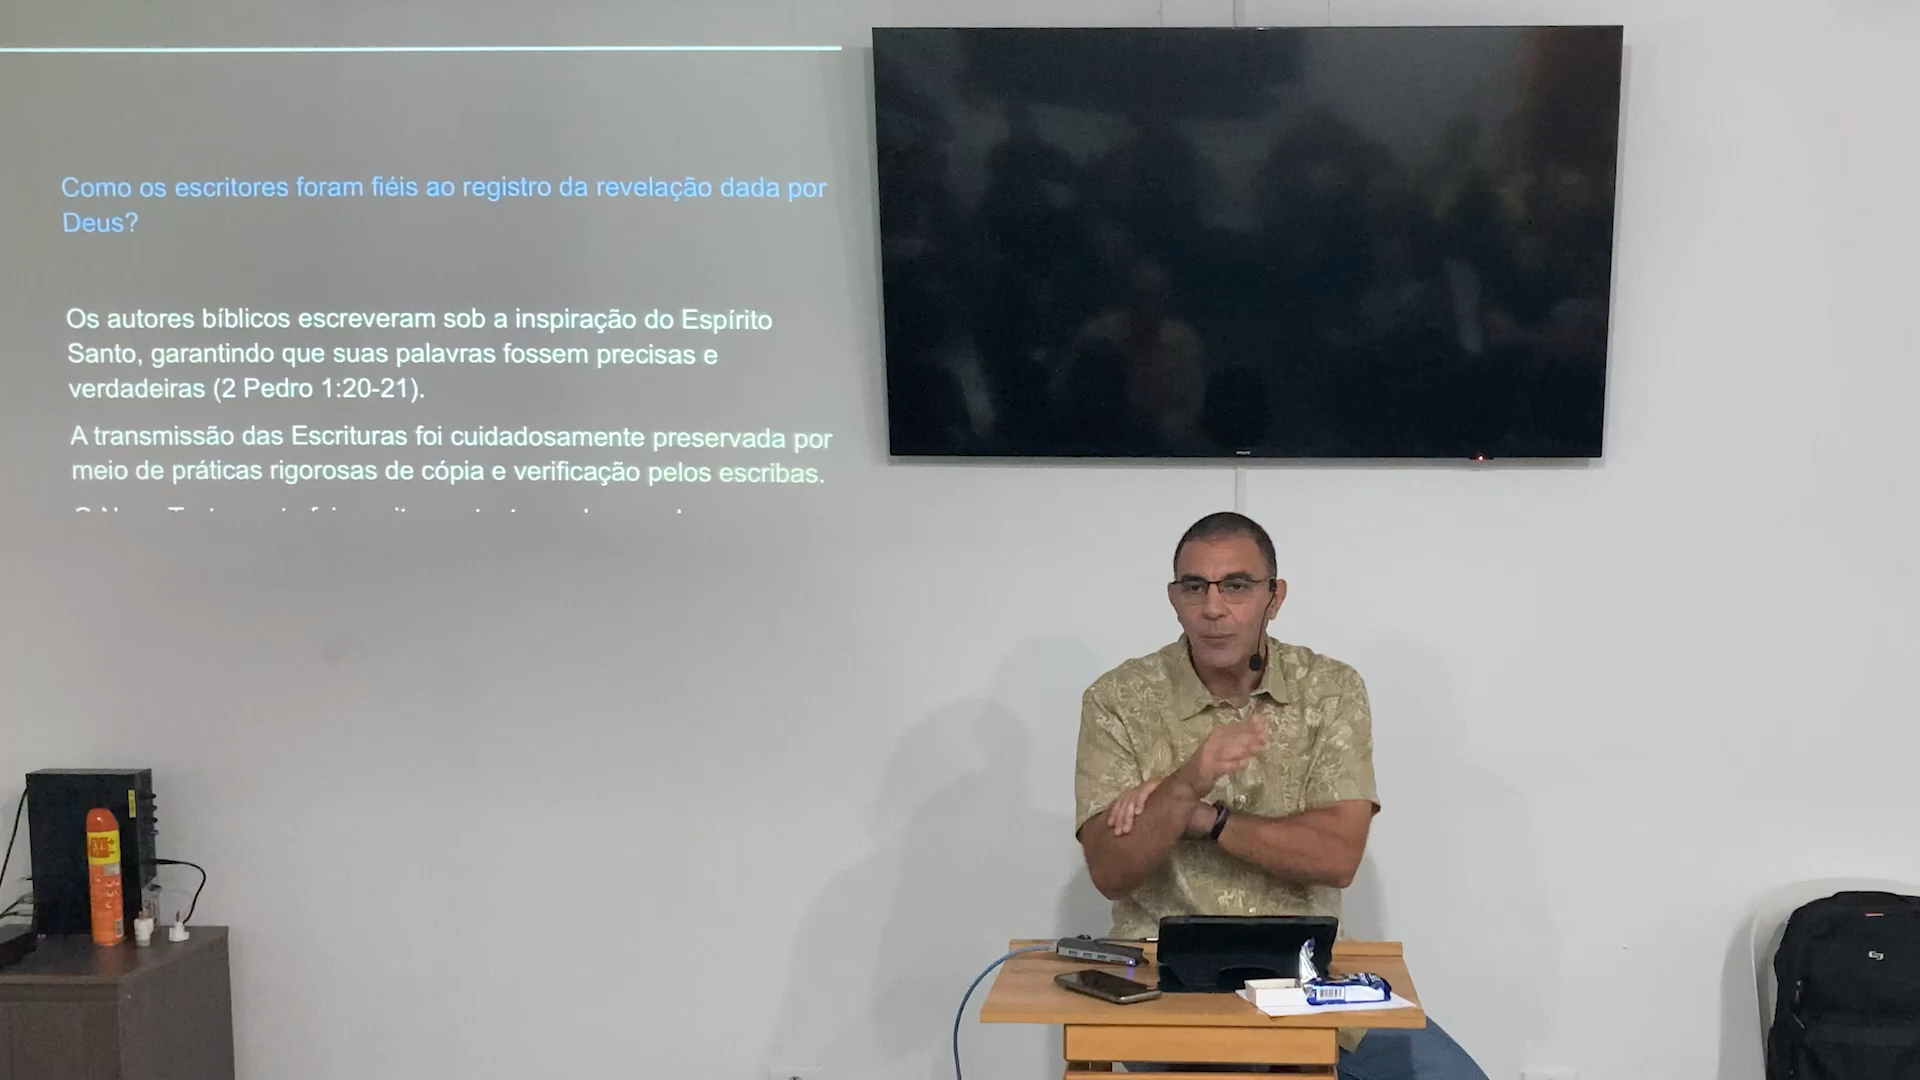 Como os escritores foram fiéis ao registro da revelação dada por
Deus?
Os autores bíblicos escreveram sob a inspiração do Espírito
Santo, garantindo que suas palavras fossem precisas e
verdadeiras (2 Pedro 1:20-21).
A transmissão das Escrituras foi cuidadosamente preservada por
meio de práticas rigorosas de cópia e verificação pelos escribas.